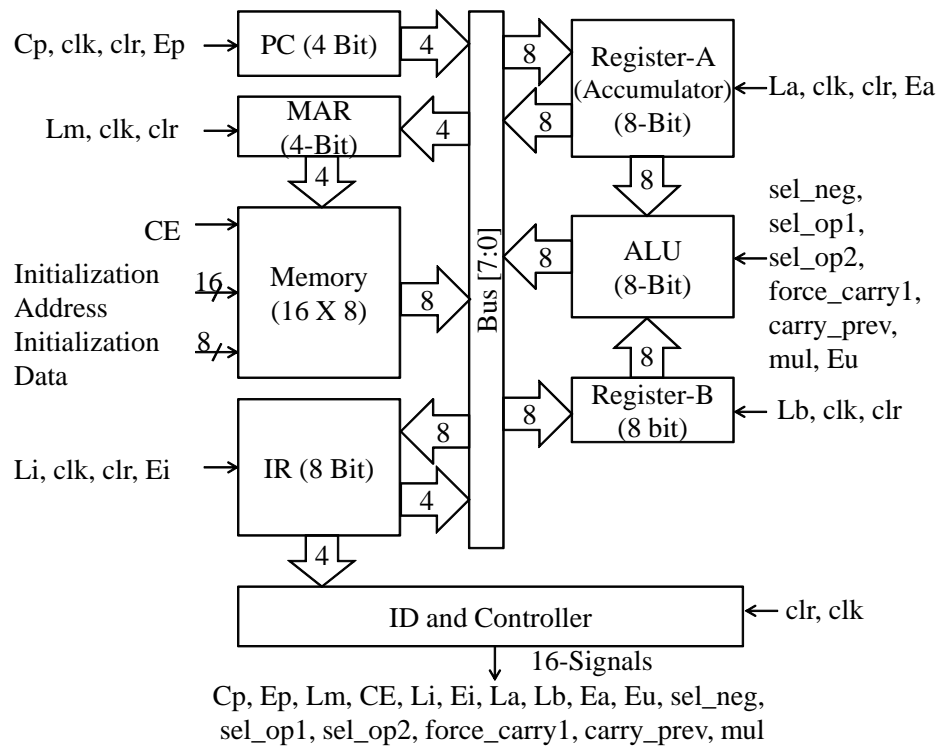 Cp, clk, clr, Ep
PC (4 Bit)
4
Lm, clk, clr
MAR
(4-Bit)
4
4
CE
Initialization
Address
16
Initialization
Data
8
Memory
(16 X 8)
8
Li, clk, clr, Ei
IR (8 Bit)
8
4
4
Bus [7:0]
8
8
Register-A
(Accumulator)
(8-Bit)
La, clk, clr, Ea
8
8
ALU
(8-Bit)
sel_neg,
sel_op1,
sel_op2,
force_carry1,
carry_prev,
mul, Eu
8
8
Register-B
(8 bit)
Lb, clk, clr
ID and Controller
clr, clk
16-Signals
Cp, Ep, Lm, CE, Li, Ei, La, Lb, Ea, Eu, sel_neg,
sel_op1, sel_op2, force_carry1, carry_prev, mul